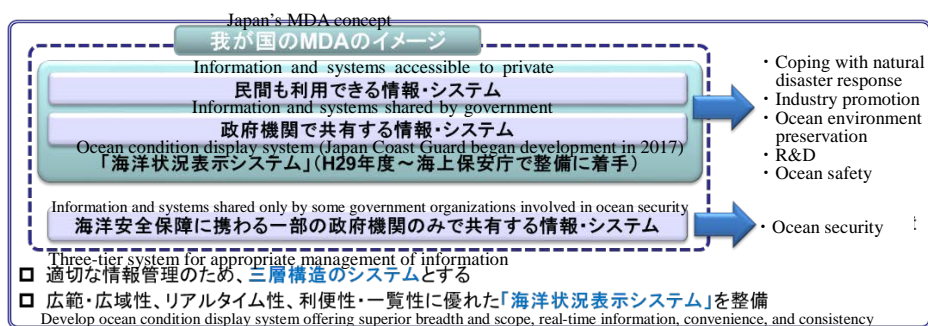 Japan's MDA concept
我が国のMDAのイメージ
Information and systems accessible to private
民間も利用できる情報・システム
Information and systems shared by government
政府機関で共有する情報・システム
Ocean condition display system (Japan Coast Guard began development in 2017)
「海洋状況表示システム」(H29年度~海上保安庁で整備に着手)
・Coping with natural
disaster response
・Industry promotion
・Ocean environment
preservation
・R&D
・Ocean safety
Information and systems shared only by some government organizations involved in ocean security
海洋安全保障に携わる一部の政府機関のみで共有する情報・システム
・Ocean security
Three-tier system for appropriate management of information
□ 適切な情報管理のため、三層構造のシステムとする
□ 広範・広域性、リアルタイム性、利便性・一覧性に優れた「海洋状況表示システム」を整備
Develop ocean condition display system offering superior breadth and scope, real-time information, convenience, and consistency